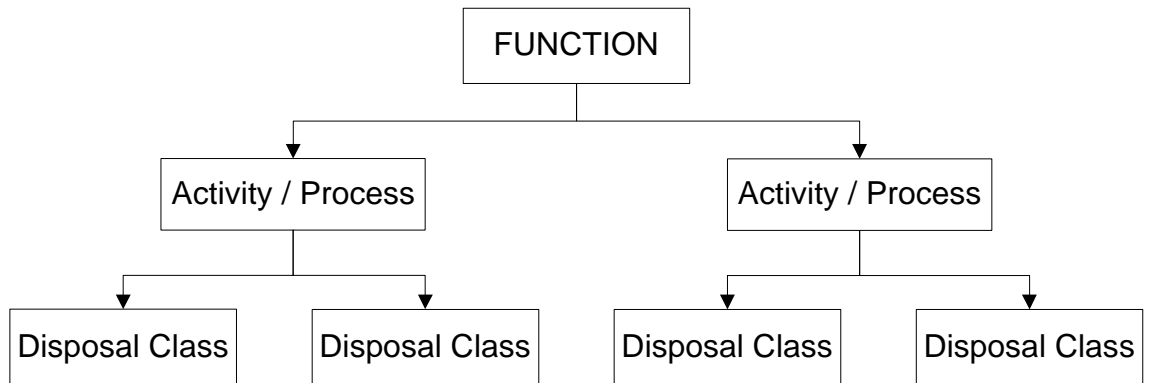 FUNCTION
Activity / Process
Activity / Process
Disposal Class
Disposal Class
Disposal Class
Disposal Class